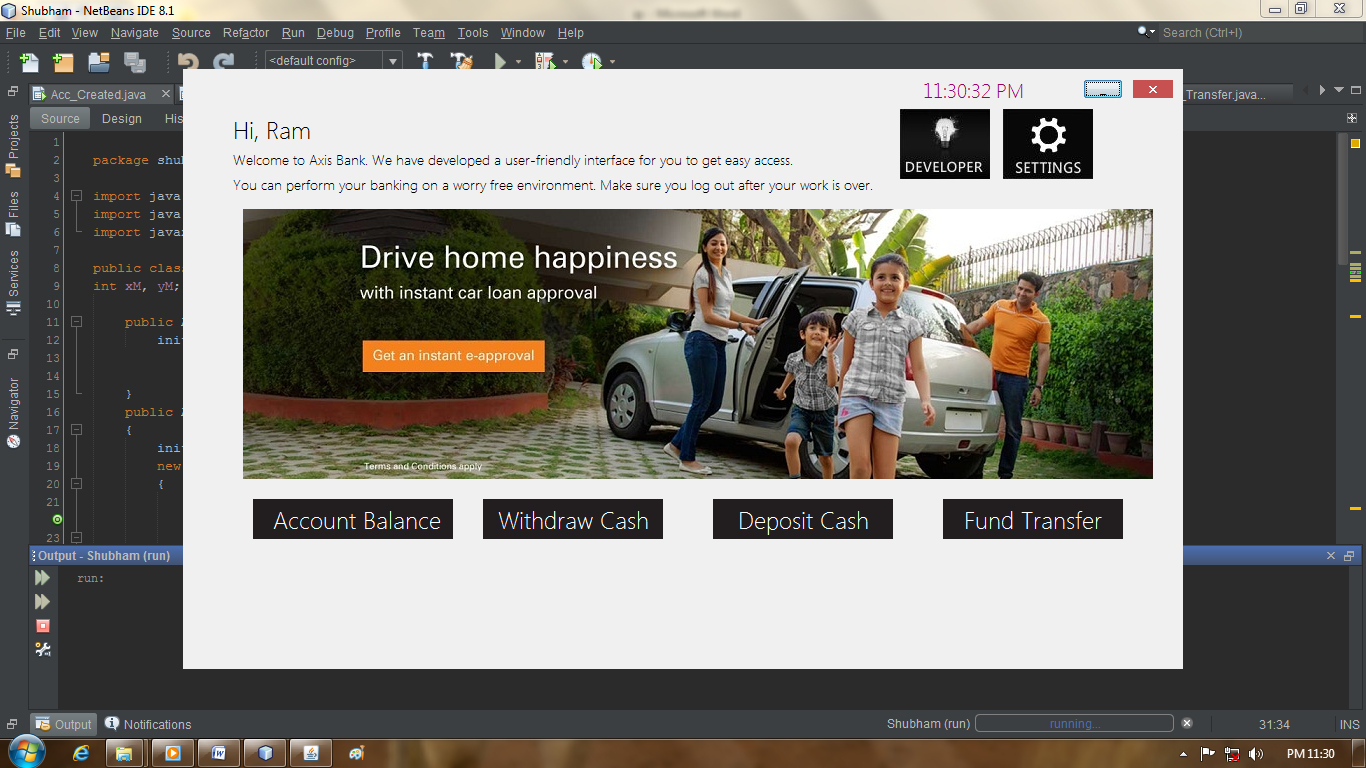 Shubham - NetBeans IDE 8.1
File Edit View Navigate Source Refactor Run Debug Profile Team Tools Window Help
Search (Ctrl+I)
<default config>
Acc_Created.java
_Transfer.java...
Source Design His
Projects
Files
Services
Navigator
1
2 package shub
3
4 import java
5 import java
6 import java
7
8 public class
9 int xM, yM;
10
11 public
12 init
13
14
15 }
16 public
17 {
18 init
19 new
20 {
21
23
11:30:32 PM
Hi, Ram
Welcome to Axis Bank. We have developed a user-friendly interface for you to get easy access.
You can perform your banking on a worry free environment. Make sure you log out after your work is over.
DEVELOPER
SETTINGS
Drive home happiness
with instant car loan approval
Get an instant e-approval
Terms and Conditions apply
Account Balance
Withdraw Cash
Deposit Cash
Fund Transfer
Output - Shubham (run)
run:
Output
Notifications
Shubham (run)
running...
31:34
INS
PM 11:30